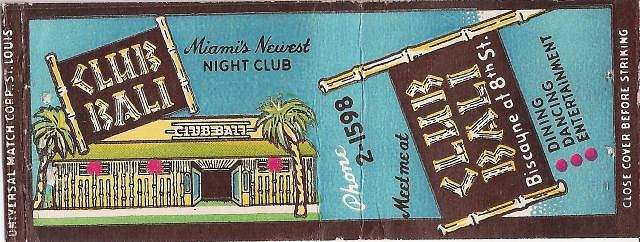 UNIVERSAL MATCH CORP., ST. LOUIS
CLUB
BALI
Miami's Newest
NIGHT CLUB
CLUB BALI
Phone
2-1598
Meet me at
CLUB
BALI
Biscayne at 8th St.
DINING
DANCING
ENTERTAINMENT
CLOSE COVER BEFORE STRIKING